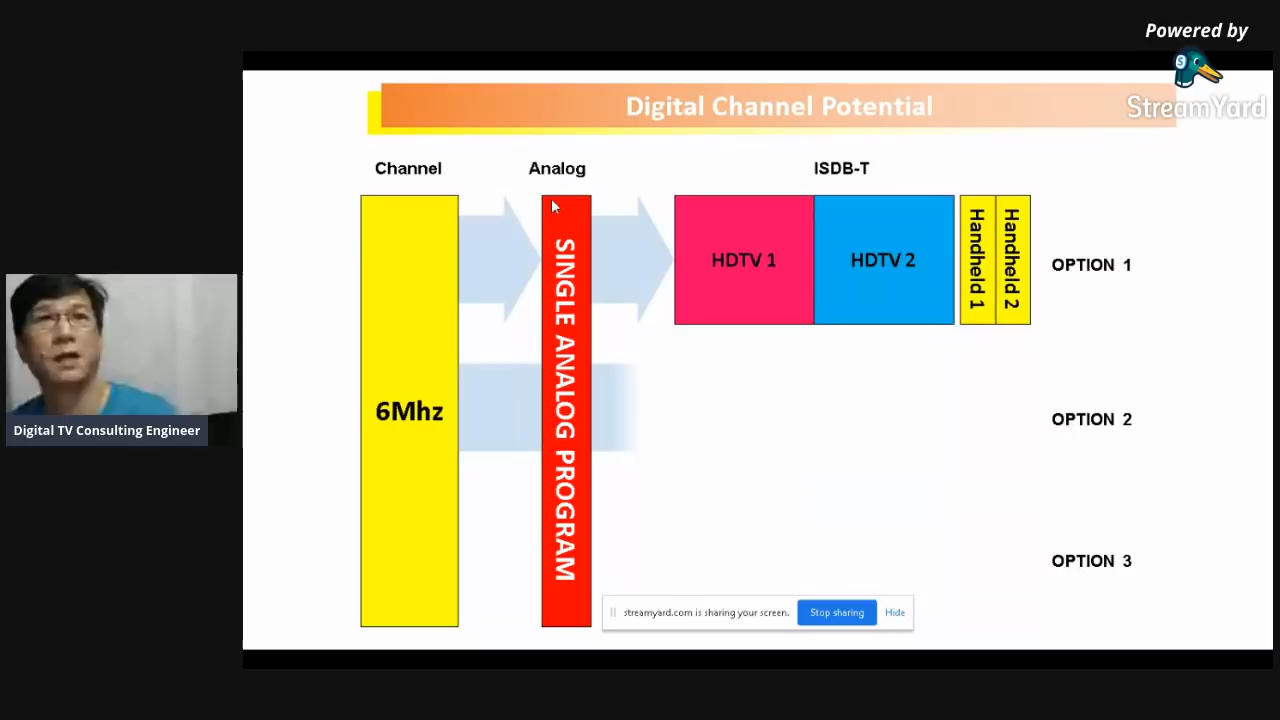 Powered by
StreamYard
Digital Channel Potential
Channel
Analog
ISDB-T
6Mhz
SINGLE ANALOG PROGRAM
HDTV 1
HDTV 2
Handheld 1
Handheld 2
OPTION 1
OPTION 2
OPTION 3
Digital TV Consulting Engineer
streamyard.com is sharing your screen.
Stop sharing
Hide